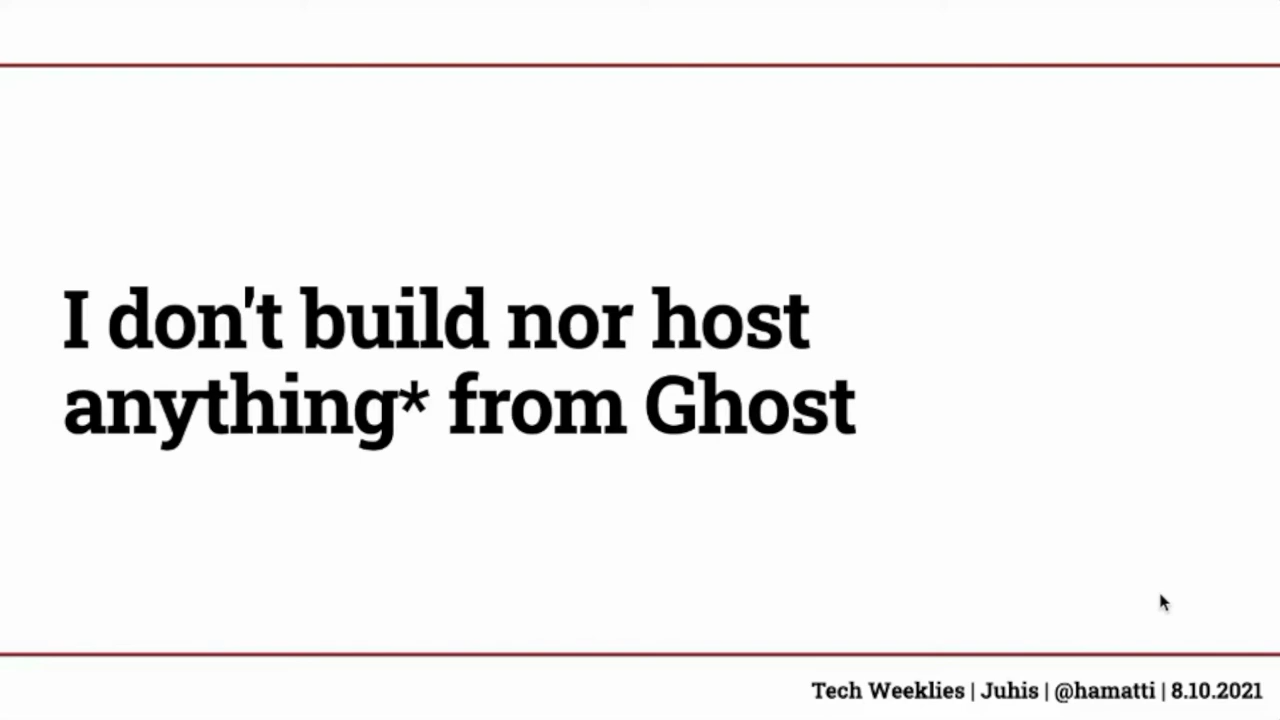 I don't build nor host
anything* from Ghost
Tech Weeklies | Juhis | @hamatti | 8.10.2021